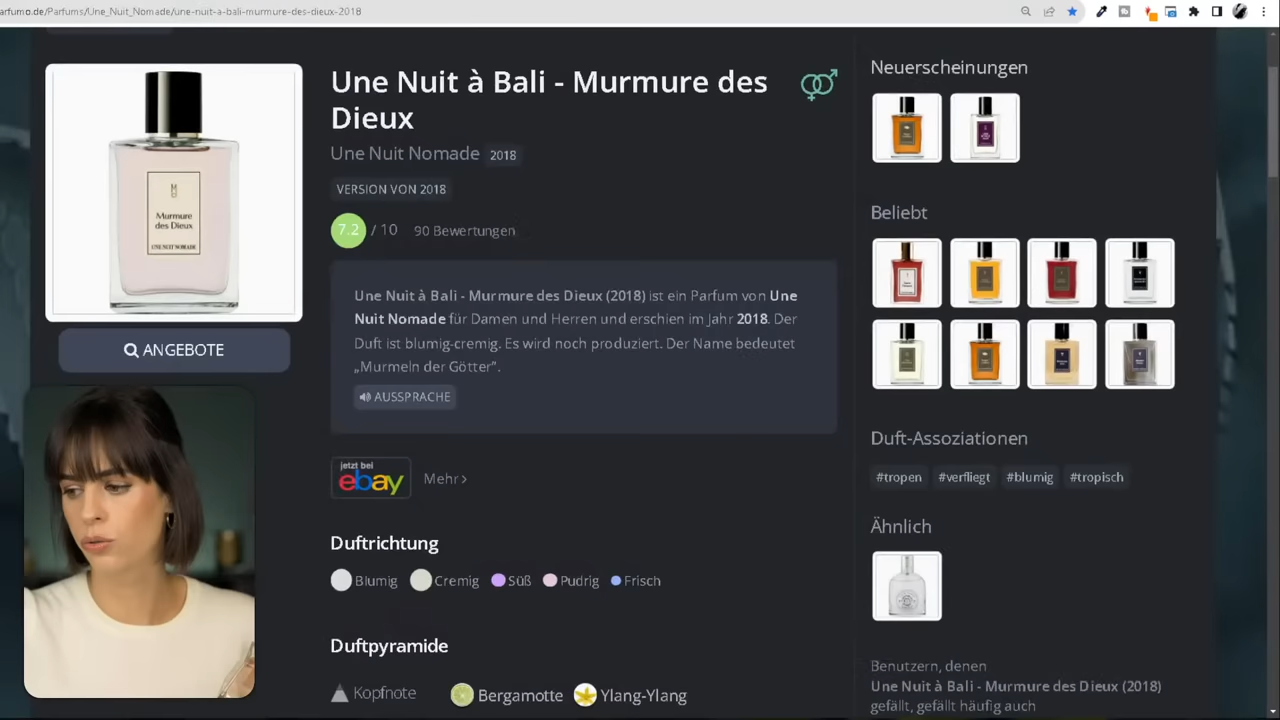 arfumo.de/Parfums/Une_Nuit_Nomade/une-nuit-a-bali-murmure-des-dieux-2018
Une Nuit à Bali - Murmure des
Dieux
Une Nuit Nomade 2018
VERSION VON 2018
7.2 / 10 90 Bewertungen
Murmure
des Dieux
UNE NUIT NOMADE
Une Nuit à Bali - Murmure des Dieux (2018) ist ein Parfum von Une
Nuit Nomade für Damen und Herren und erschien im Jahr 2018. Der
Duft ist blumig-cremig. Es wird noch produziert. Der Name bedeutet
„Murmeln der Götter".
AUSSPRACHE
ANGEBOTE
jetzt bei
ebay
Mehr
Duftrichtung
Blumig Cremig Süß Pudrig Frisch
Duftpyramide
Kopfnote Bergamotte Ylang-Ylang
Neuerscheinungen
Beliebt
Duft-Assoziationen
#tropen #verfliegt #blumig #tropisch
Ähnlich
Benutzern, denen
Une Nuit à Bali - Murmure des Dieux (2018)
gefällt, gefällt häufig auch